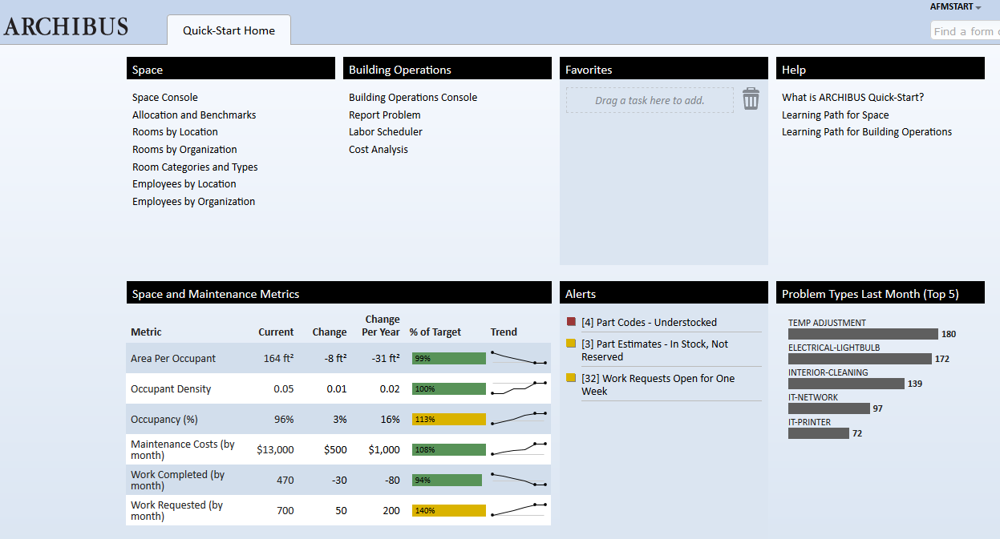 AFMSTART
ARCHIBUS
Quick-Start Home
Find a form
Space
Space Console
Allocation and Benchmarks
Rooms by Location
Rooms by Organization
Room Categories and Types
Employees by Location
Employees by Organization
Building Operations
Building Operations Console
Report Problem
Labor Scheduler
Cost Analysis
Favorites
Drag a task here to add.
Help
What is ARCHIBUS Quick-Start?
Learning Path for Space
Learning Path for Building Operations
Space and Maintenance Metrics
Metric Current Change Change Per Year % of Target Trend
Area Per Occupant 164 ft² -8 ft² -31 ft² 99%
Occupant Density 0.05 0.01 0.02 100%
Occupancy (%) 96% 3% 16% 113%
Maintenance Costs (by
month) $13,000 $500 $1,000 108%
Work Completed (by
month) 470 -30 -80 94%
Work Requested (by
month) 700 50 200 140%
Alerts
[4] Part Codes - Understocked
[3] Part Estimates - In Stock, Not
Reserved
[32] Work Requests Open for One
Week
Problem Types Last Month (Top 5)
TEMP ADJUSTMENT
180
ELECTRICAL-LIGHTBULB
172
INTERIOR-CLEANING
139
IT-NETWORK
97
IT-PRINTER
72